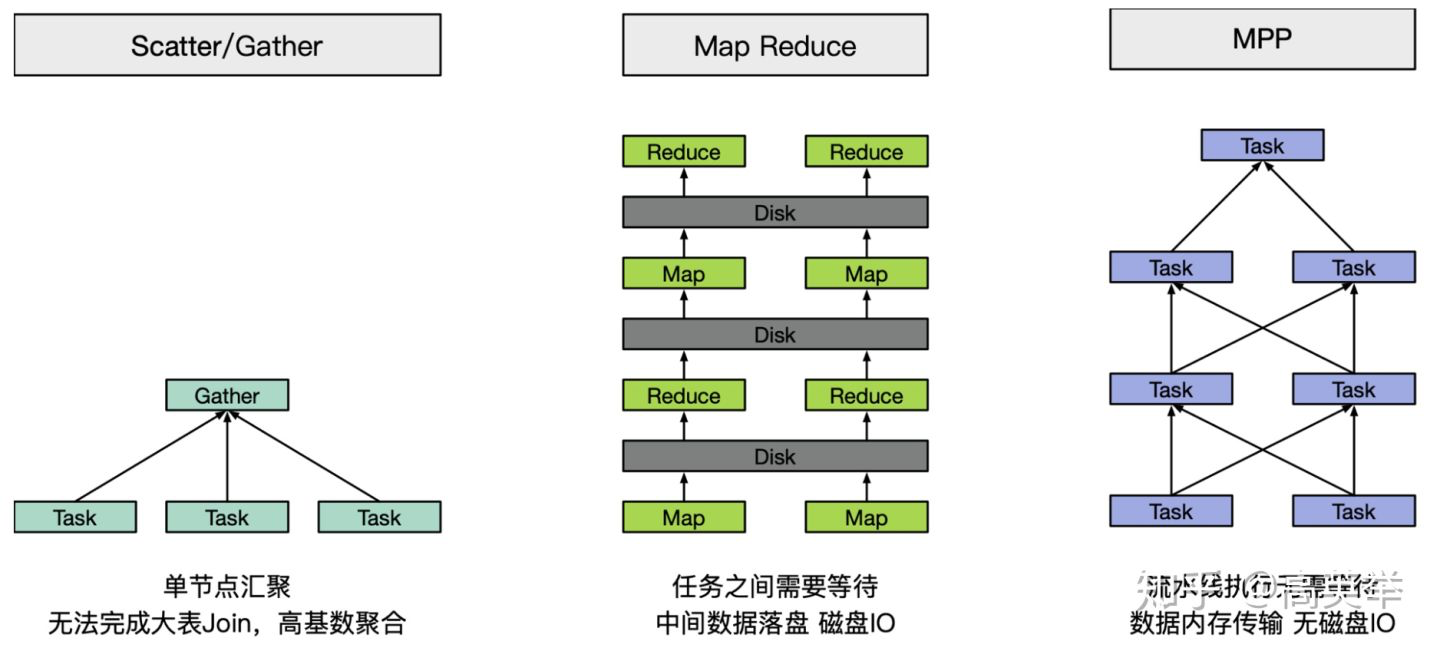 Scatter/Gather
Map Reduce
MPP
Reduce Reduce
Disk
Map Map
Disk
Reduce Reduce
Disk
Map Map
Gather
Task Task Task
Task
Task Task
Task Task
Task Task
单节点汇聚
无法完成大表Join，高基数聚合
任务之间需要等待
中间数据落盘 磁盘IO
流水线执行无需等待
数据内存传输 无磁盘IO
知乎 @高英举